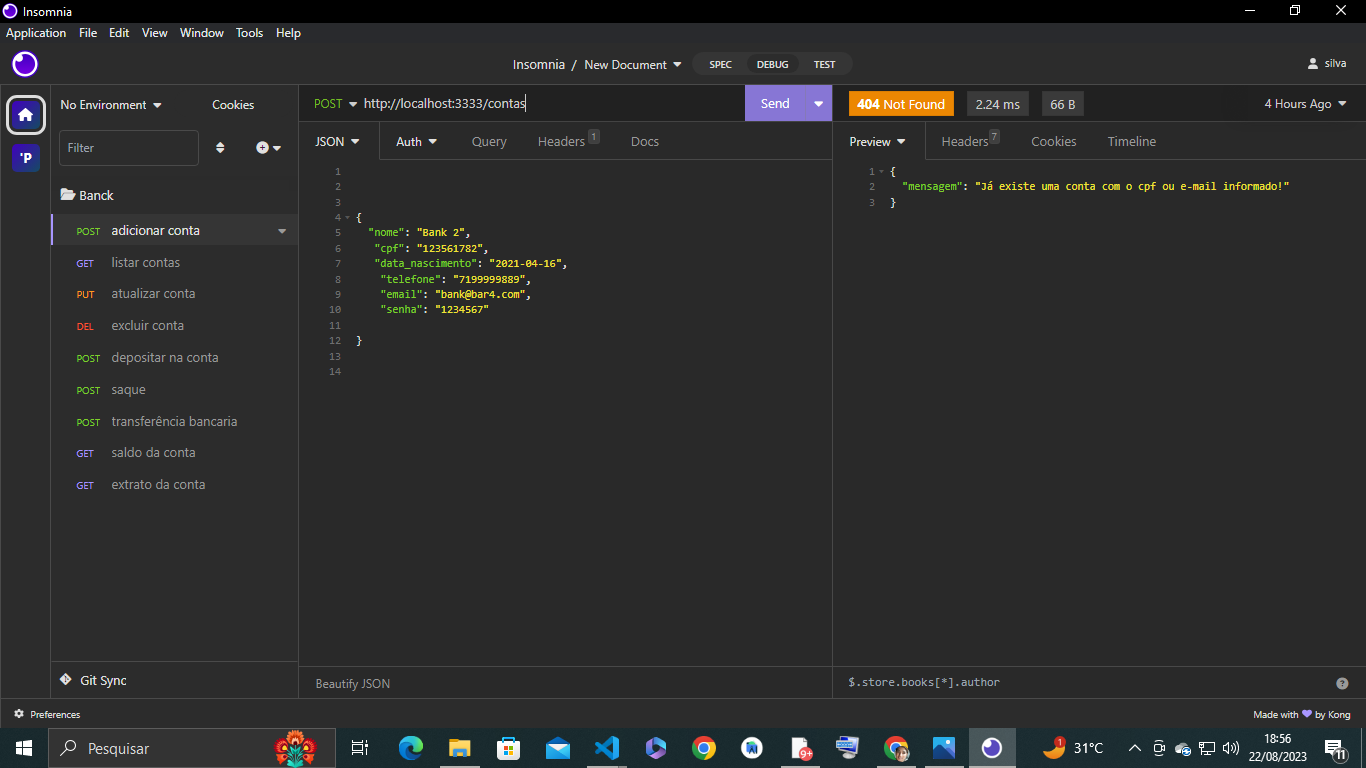 Insomnia
Application File Edit View Window Tools Help
Insomnia / New Document SPEC DEBUG TEST silva
No Environment Cookies
Filter
'P
Banck
POST adicionar conta
GET listar contas
PUT atualizar conta
DEL excluir conta
POST depositar na conta
POST saque
POST transferência bancaria
GET saldo da conta
GET extrato da conta
Git Sync
POST http://localhost:3333/contas Send
JSON Auth Query Headers 1 Docs
1
2
3
4 {
5 "nome": "Bank 2",
6 "cpf": "123561782",
7 "data_nascimento": "2021-04-16",
8 "telefone": "7199999889",
9 "email": "bank@bar4.com",
10 "senha": "1234567"
11
12 }
13
14
Beautify JSON
404 Not Found 2.24 ms 66 B 4 Hours Ago
Preview Headers 7 Cookies Timeline
1 {
2 "mensagem": "Já existe uma conta com o cpf ou e-mail informado!"
3 }
$.store.books[*].author
Preferences Made with by Kong
Pesquisar 9+ 1 31°C 18:56
22/08/2023 11